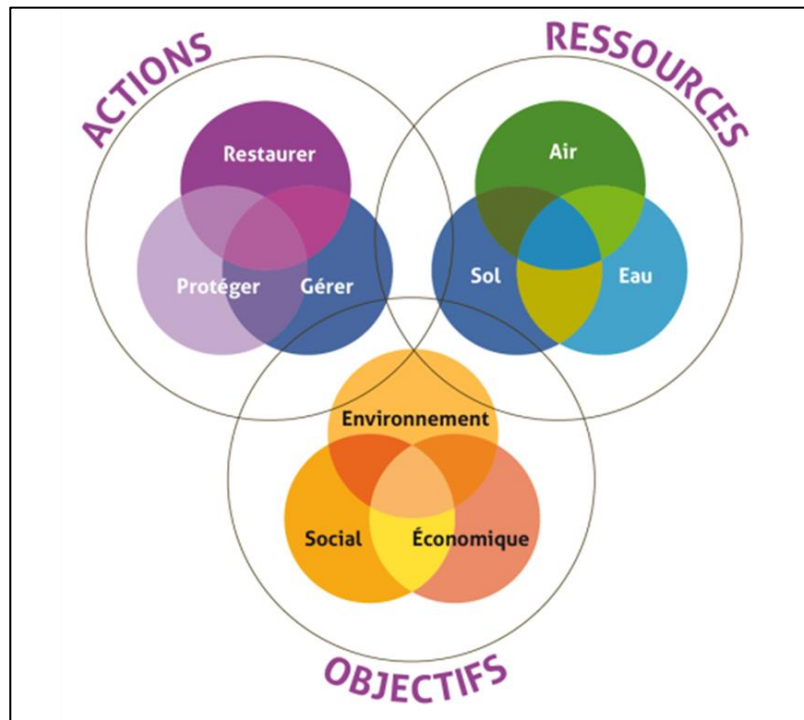 ACTIONS
Restaurer
Protéger
Gérer
RESSOURCES
Air
Sol
Eau
Environnement
Social
Économique
OBJECTIFS